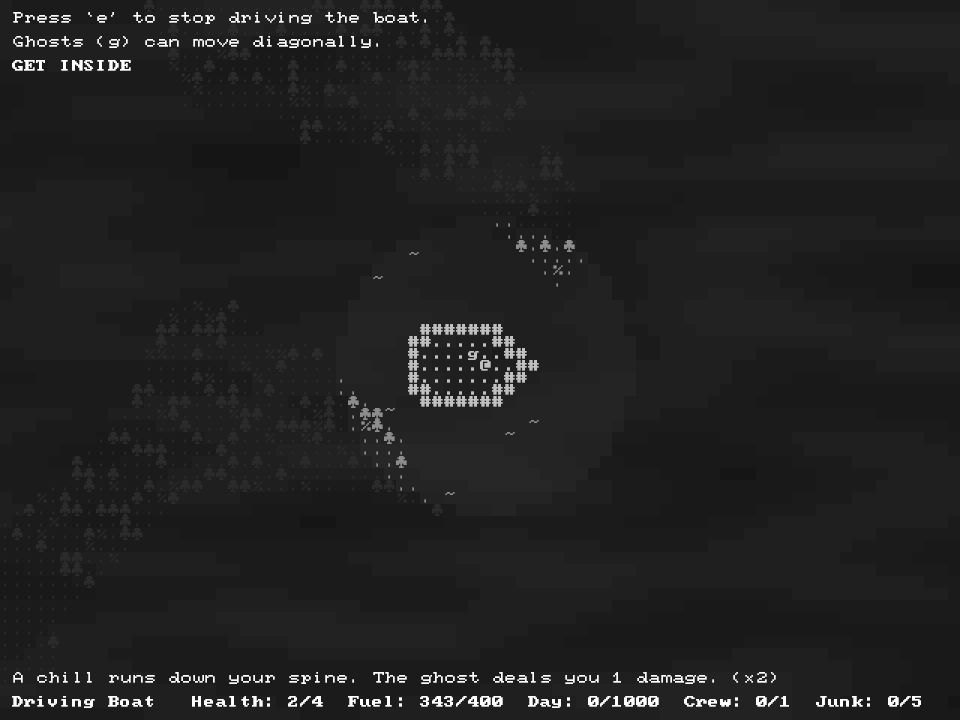 Press `e' to stop driving the boat.
Ghosts (g) can move diagonally.
GET INSIDE
A chill runs down your spine. The ghost deals you 1 damage. (x2)
Driving Boat Health: 2/4 Fuel: 343/400 Day: 0/1000 Crew: 0/1 Junk: 0/5